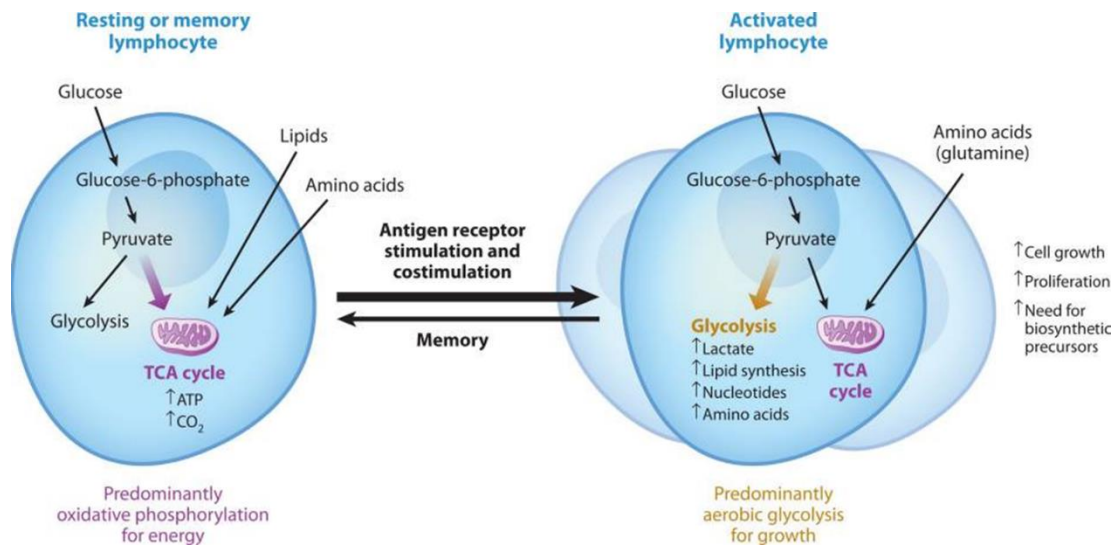 Resting or memory
lymphocyte
Glucose
Lipids
Glucose-6-phosphate
Amino acids
Pyruvate
Glycolysis
TCA cycle
↑ATP
↑CO₂
Predominantly
oxidative phosphorylation
for energy
Antigen receptor
stimulation and
costimulation
Memory
Activated
lymphocyte
Glucose
Amino acids
(glutamine)
Glucose-6-phosphate
Pyruvate
Glycolysis
↑Lactate
↑Lipid synthesis
↑Nucleotides
↑Amino acids
TCA
cycle
↑Cell growth
↑Proliferation
↑Need for
biosynthetic
precursors
Predominantly
aerobic glycolysis
for growth